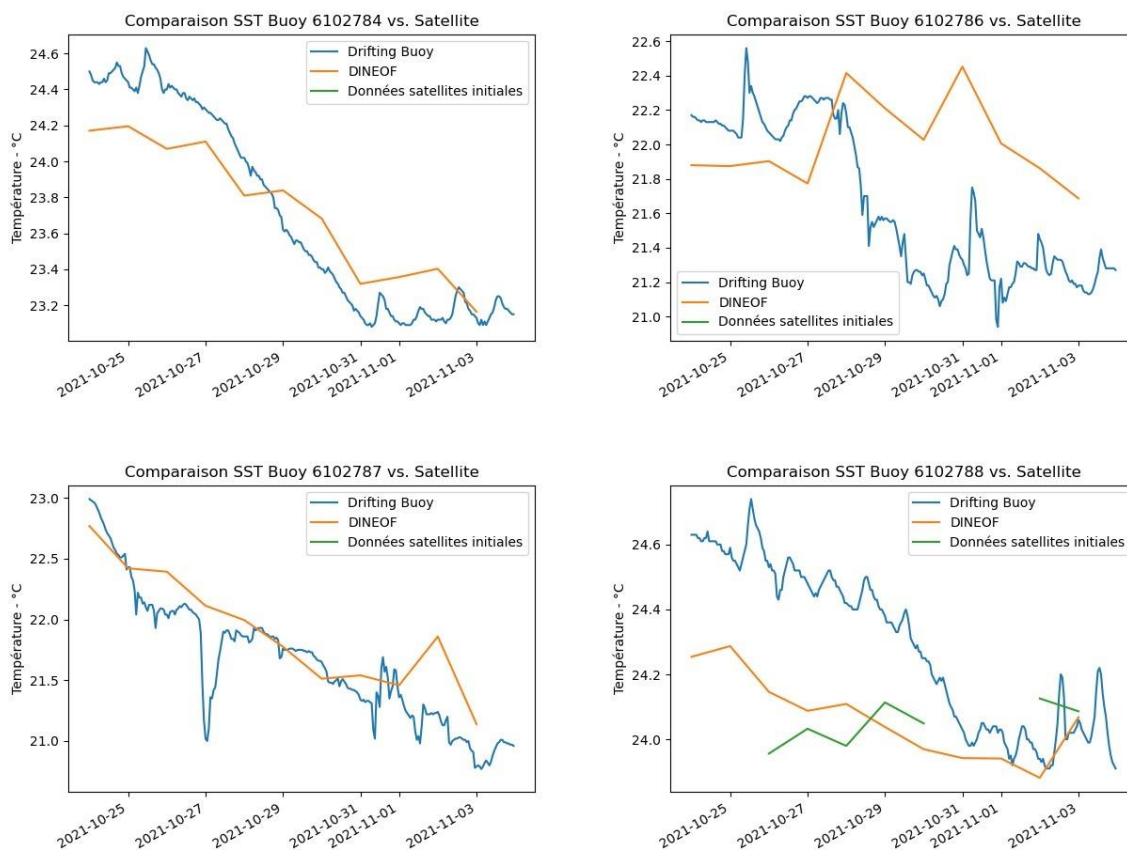 Comparaison SST Buoy 6102784 vs. Satellite
Température - °C
24.6
24.4
24.2
24.0
23.8
23.6
23.4
23.2
Drifting Buoy
DINEOF
Données satellites initiales
2021-10-25
2021-10-27
2021-10-29
2021-10-31
2021-11-01
2021-11-03
Comparaison SST Buoy 6102786 vs. Satellite
Température - °C
22.6
22.4
22.2
22.0
21.8
21.6
21.4
21.2
21.0
Drifting Buoy
DINEOF
Données satellites initiales
2021-10-25
2021-10-27
2021-10-29
2021-10-31
2021-11-01
2021-11-03
Comparaison SST Buoy 6102787 vs. Satellite
Température - °C
23.0
22.5
22.0
21.5
21.0
Drifting Buoy
DINEOF
Données satellites initiales
2021-10-25
2021-10-27
2021-10-29
2021-10-31
2021-11-01
2021-11-03
Comparaison SST Buoy 6102788 vs. Satellite
Température - °C
24.6
24.4
24.2
24.0
Drifting Buoy
DINEOF
Données satellites initiales
2021-10-25
2021-10-27
2021-10-29
2021-10-31
2021-11-01
2021-11-03